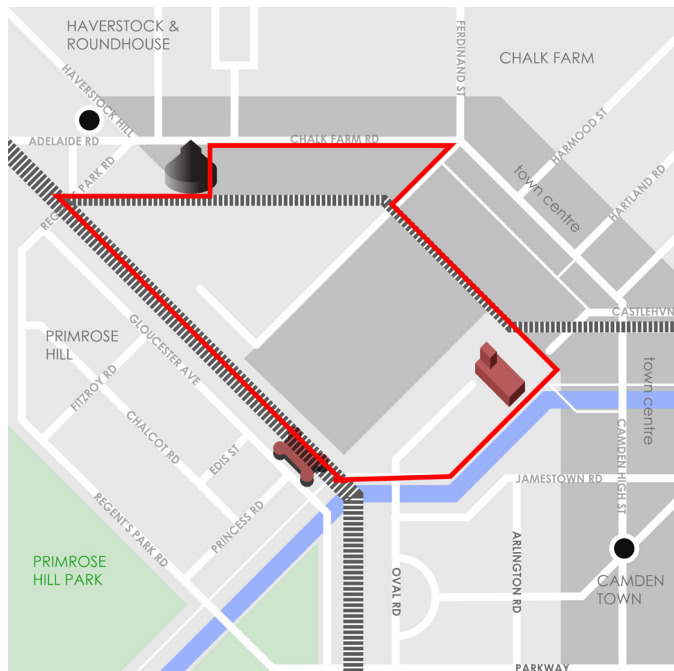 HAVERSTOCK &
ROUNDHOUSE
FERDINAND ST
CHALK FARM
HAVERSTOCK HILL
ADELAIDE RD
CHALK FARM RD
HARMOOD ST
REGENT'S PARK RD
town centre
HARTLAND RD
CASTLEHVN
PRIMROSE
HILL
GLOUCESTER AVE
FITZROY RD
CHALCOT RD
EDIS ST
town centre
CAMDEN HIGH ST
REGENT'S PARK RD
PRINCESS RD
JAMESTOWN RD
PRIMROSE
HILL PARK
OVAL RD
ARLINGTON RD
CAMDEN
TOWN
PARKWAY